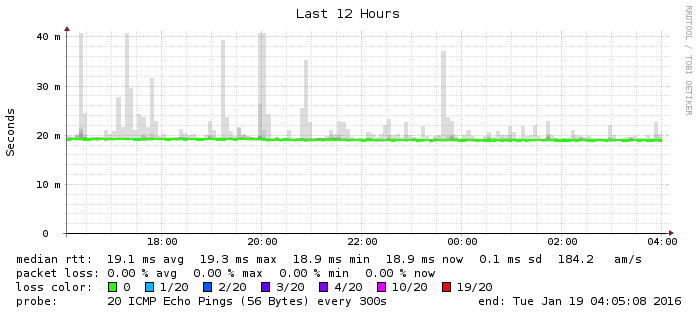 Last 12 Hours
RRDTOOL / TOBI OETIKER
Seconds
40 m
30 m
20 m
10 m
0
18:00 20:00 22:00 00:00 02:00 04:00
median rtt: 19.1 ms avg 19.3 ms max 18.9 ms min 18.9 ms now 0.1 ms sd 184.2 am/s
packet loss: 0.00 % avg 0.00 % max 0.00 % min 0.00 % now
loss color: 0 1/20 2/20 3/20 4/20 10/20 19/20
probe: 20 ICMP Echo Pings (56 Bytes) every 300s end: Tue Jan 19 04:05:08 2016